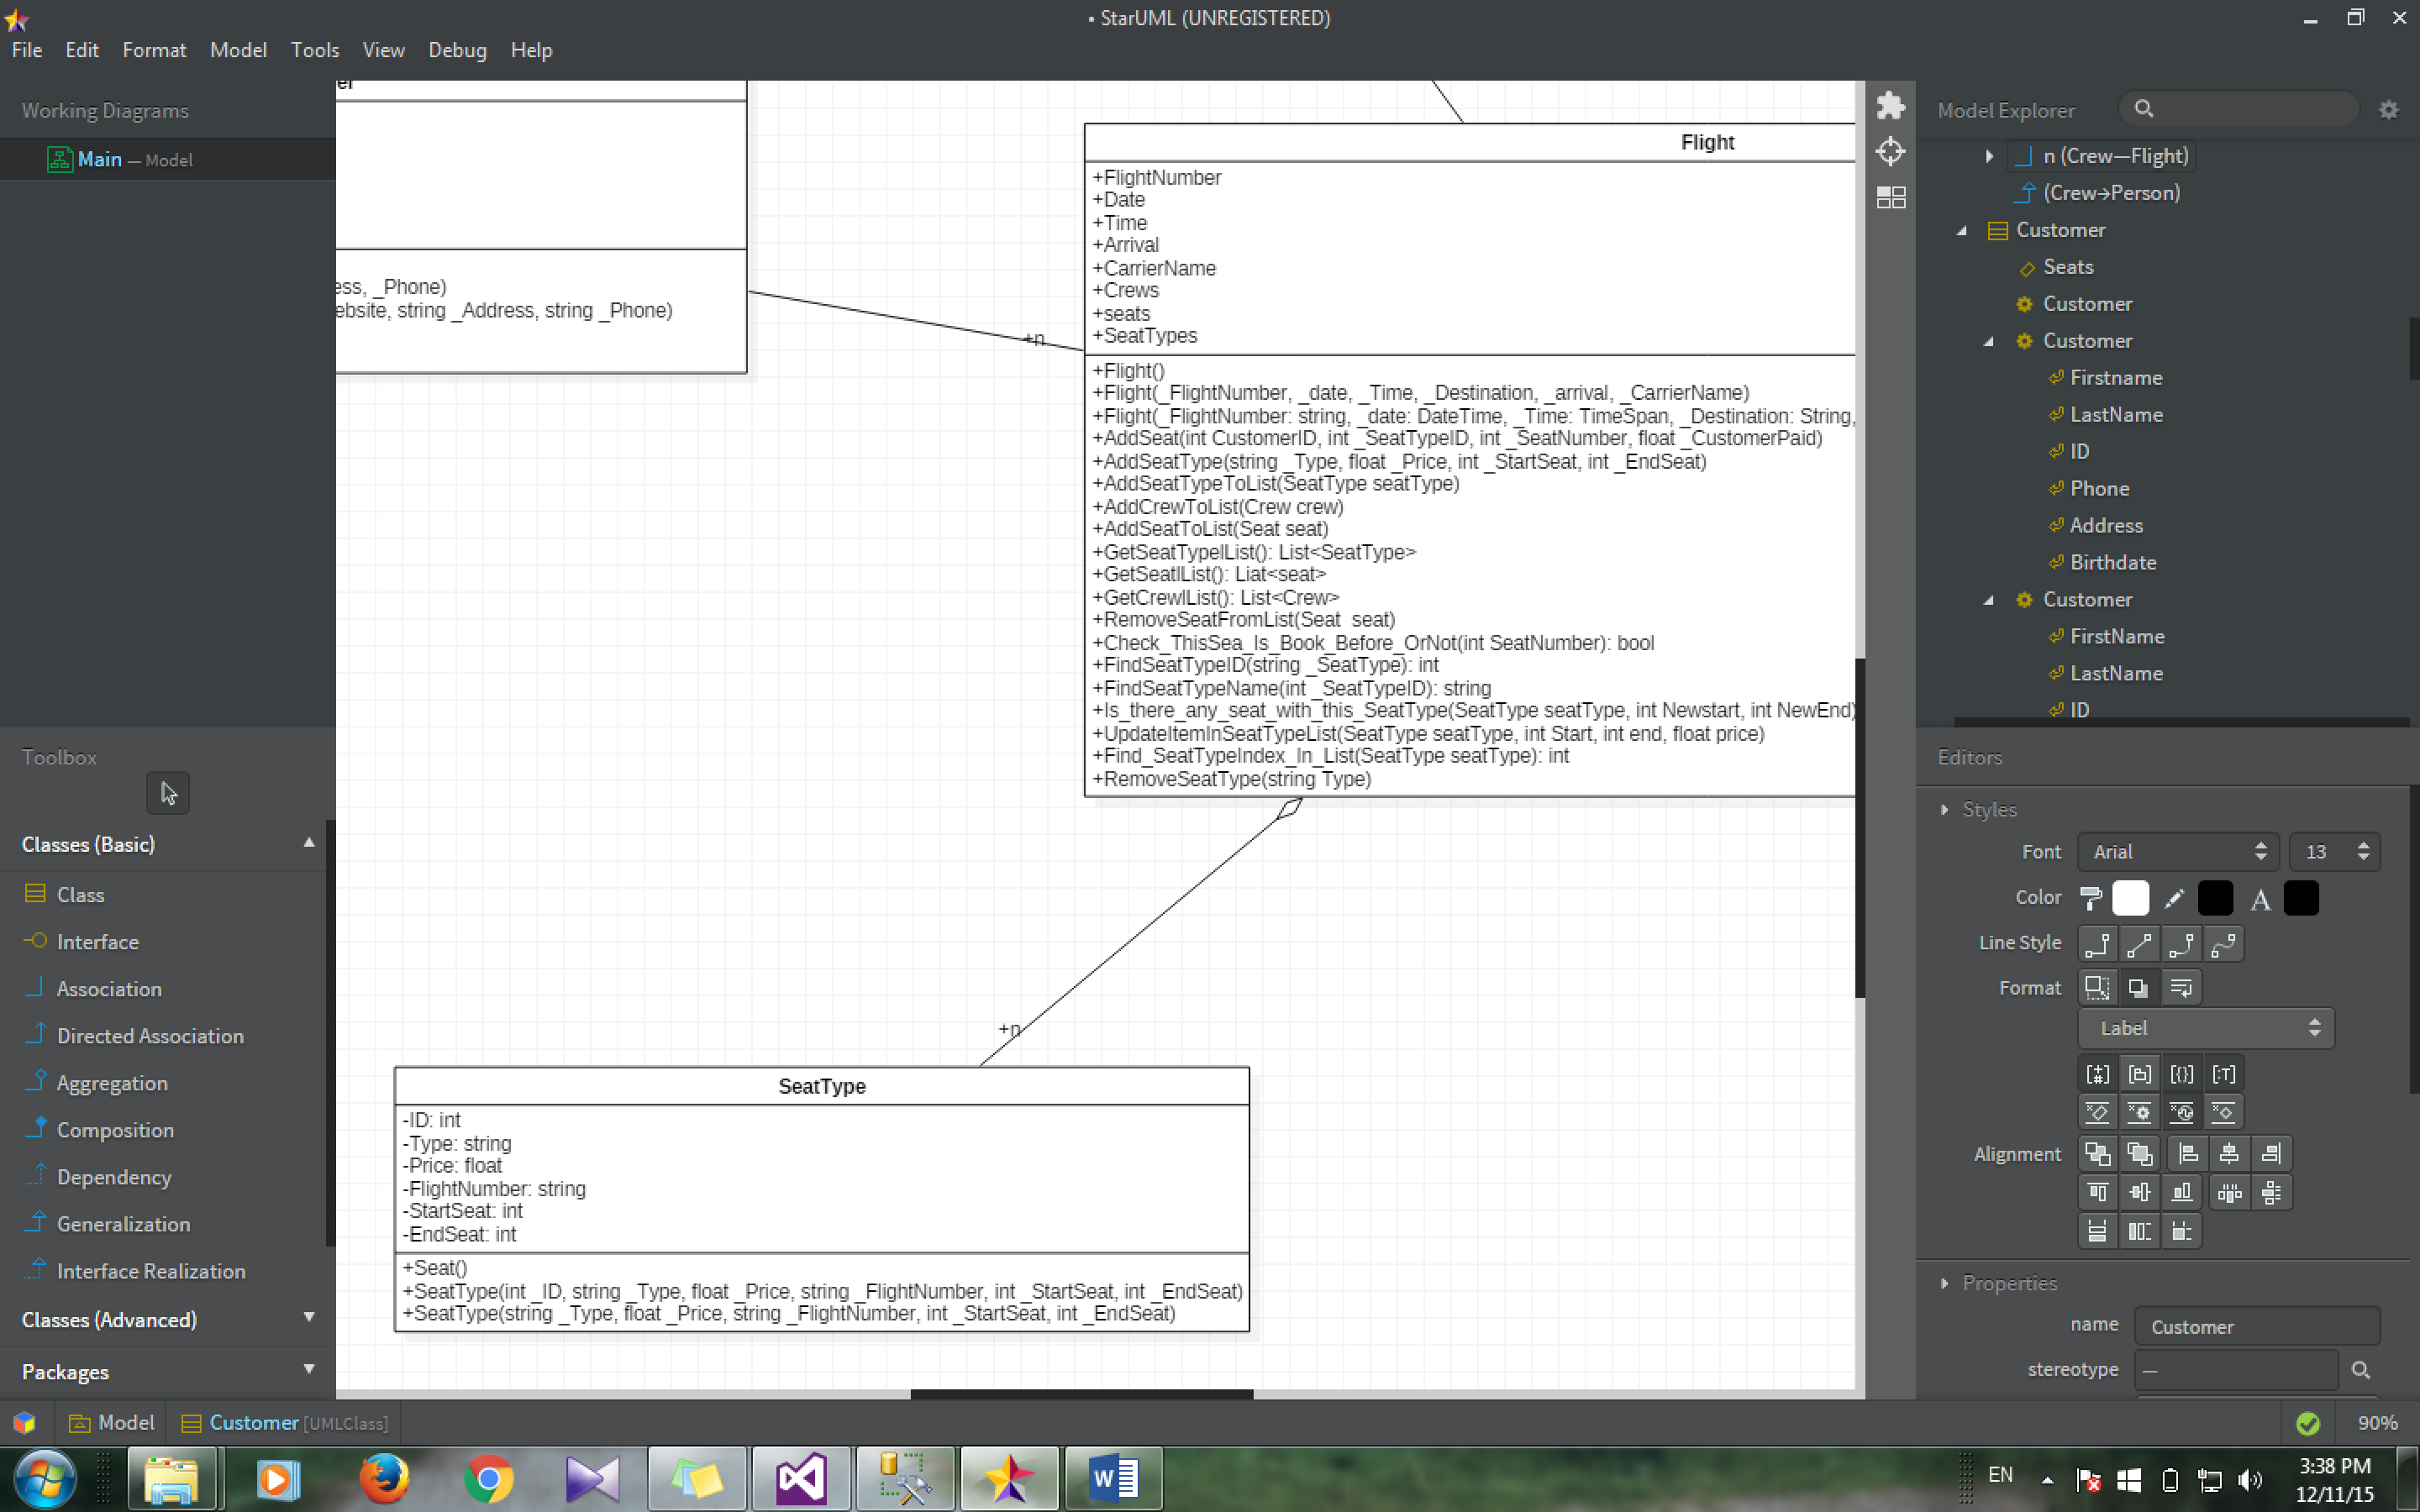 • StarUML (UNREGISTERED)
File Edit Format Model Tools View Debug Help
Working Diagrams
Main — Model
Toolbox
Classes (Basic)
Class
Interface
Association
Directed Association
Aggregation
Composition
Dependency
Generalization
Interface Realization
Classes (Advanced)
Packages
er
ess, _Phone)
ebsite, string _Address, string _Phone)
+n
Flight
+FlightNumber
+Date
+Time
+Arrival
+CarrierName
+Crews
+seats
+SeatTypes
+Flight()
+Flight(_FlightNumber, _date, _Time, _Destination, _arrival, _CarrierName)
+Flight(_FlightNumber: string, _date: DateTime, _Time: TimeSpan, _Destination: String,
+AddSeat(int CustomerID, int _SeatTypeID, int _SeatNumber, float _CustomerPaid)
+AddSeatType(string _Type, float _Price, int _StartSeat, int _EndSeat)
+AddSeatTypeToList(SeatType seatType)
+AddCrewToList(Crew crew)
+AddSeatToList(Seat seat)
+GetSeatTypelList(): List<SeatType>
+GetSeatlList(): Liat<seat>
+GetCrewlList(): List<Crew>
+RemoveSeatFromList(Seat  seat)
+Check_ThisSea_Is_Book_Before_OrNot(int SeatNumber): bool
+FindSeatTypeID(string _SeatType): int
+FindSeatTypeName(int _SeatTypeID): string
+Is_there_any_seat_with_this_SeatType(SeatType seatType, int Newstart, int NewEnd)
+UpdateItemInSeatTypeList(SeatType seatType, int Start, int end, float price)
+Find_SeatTypeIndex_In_List(SeatType seatType): int
+RemoveSeatType(string Type)
+n
SeatType
-ID: int
-Type: string
-Price: float
-FlightNumber: string
-StartSeat: int
-EndSeat: int
+Seat()
+SeatType(int _ID, string _Type, float _Price, string _FlightNumber, int _StartSeat, int _EndSeat)
+SeatType(string _Type, float _Price, string _FlightNumber, int _StartSeat, int _EndSeat)
Model Explorer
n (Crew—Flight)
(Crew→Person)
Customer
Seats
Customer
Customer
Firstname
LastName
ID
Phone
Address
Birthdate
Customer
FirstName
LastName
ID
Editors
Styles
Font Arial 13
Color A
Line Style
Format
Label
Alignment
Properties
name Customer
stereotype —
Model Customer [UMLClass] 90%
EN
3:38 PM
12/11/15